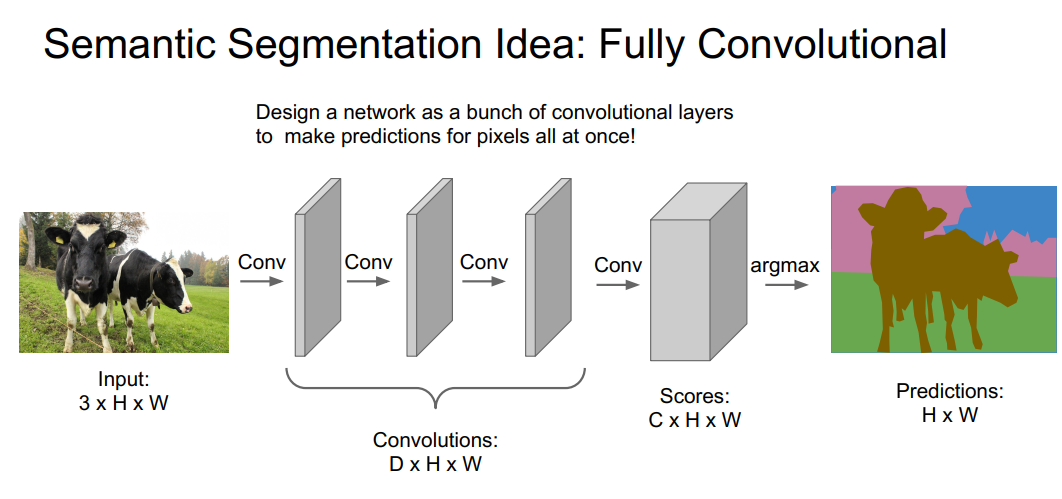 Semantic Segmentation Idea: Fully Convolutional
Design a network as a bunch of convolutional layers
to make predictions for pixels all at once!
Conv
Conv
Conv
Conv
argmax
Input:
3 x H x W
Convolutions:
D x H x W
Scores:
C x H x W
Predictions:
H x W